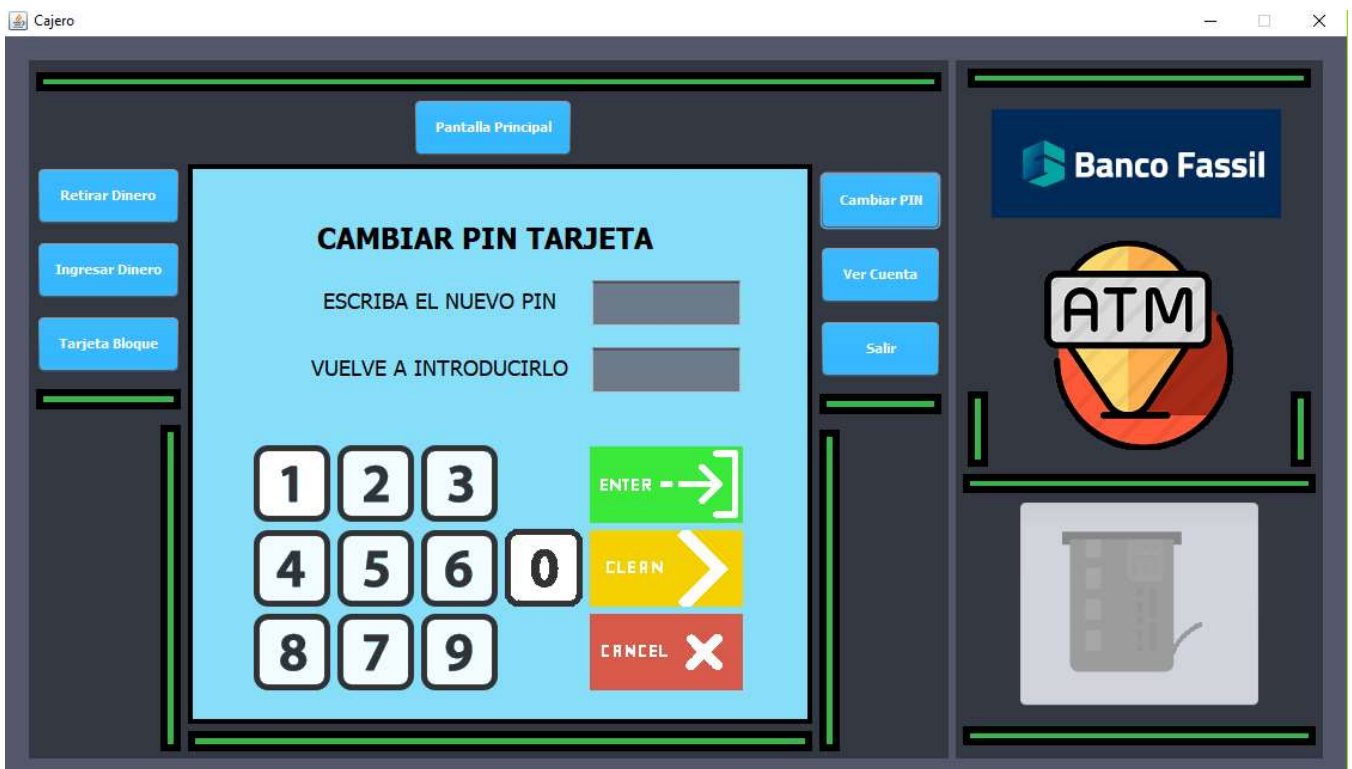 Cajero
Pantalla Principal
Banco Fassil
Retirar Dinero
Cambiar PIN
CAMBIAR PIN TARJETA
Ingresar Dinero
Ver Cuenta
ESCRIBA EL NUEVO PIN
ATM
Tarjeta Bloque
Salir
VUELVE A INTRODUCIRLO
1 2 3
ENTER
4 5 6 0
CLEAN
8 7 9
CANCEL